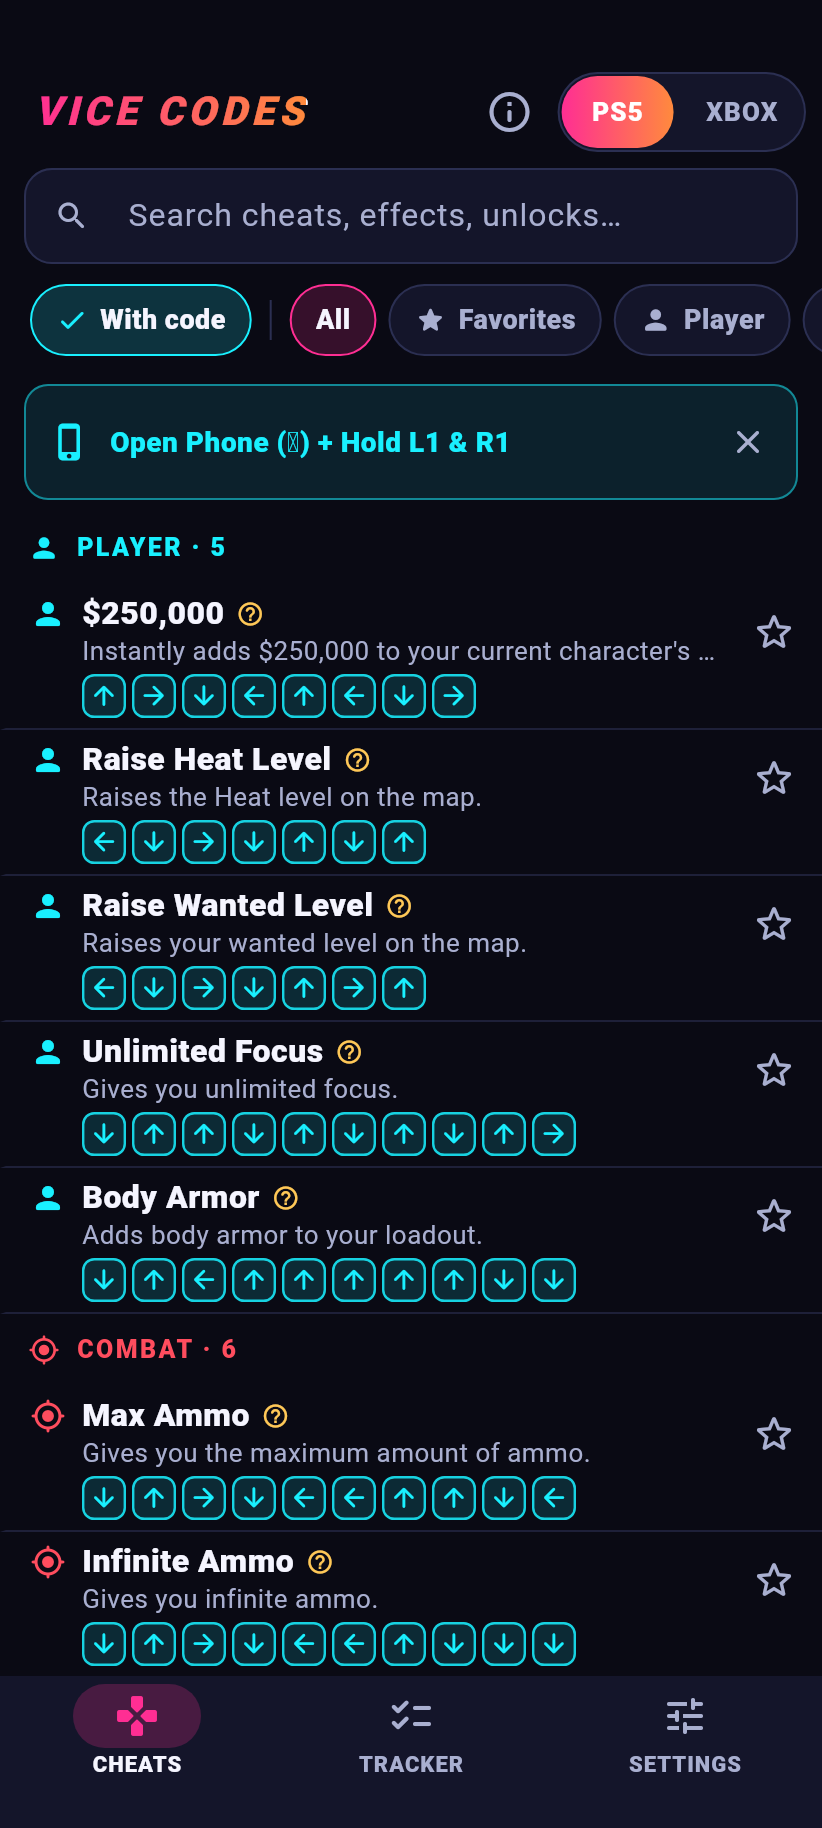 VICE CODES
PS5
XBOX
Search cheats, effects, unlocks…
With code
All
Favorites
Player
Open Phone () + Hold L1 & R1
PLAYER · 5
$250,000
Instantly adds $250,000 to your current character's …
↑ → ↓ ← ↑ ← ↓ →
Raise Heat Level
Raises the Heat level on the map.
← ↓ → ↓ ↑ ↓ ↑
Raise Wanted Level
Raises your wanted level on the map.
← ↓ → ↓ ↑ → ↑
Unlimited Focus
Gives you unlimited focus.
↓ ↑ ↑ ↓ ↑ ↓ ↑ ↓ ↑ →
Body Armor
Adds body armor to your loadout.
↓ ↑ ← ↑ ↑ ↑ ↑ ↑ ↓ ↓
COMBAT · 6
Max Ammo
Gives you the maximum amount of ammo.
↓ ↑ → ↓ ← ← ↑ ↑ ↓ ←
Infinite Ammo
Gives you infinite ammo.
↓ ↑ → ↓ ← ← ↑ ↓ ↓ ↓
CHEATS
TRACKER
SETTINGS